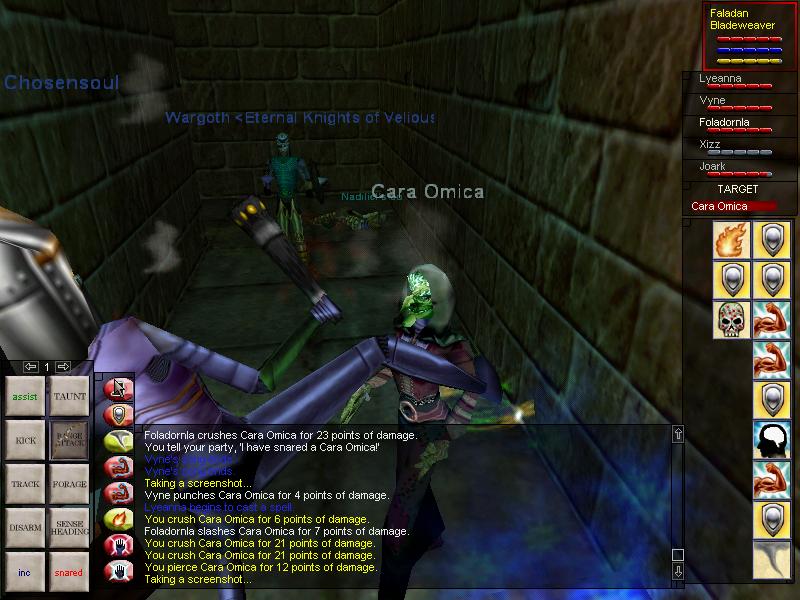 Faladan
Bladeweaver
Lyeanna
Vyne
Foladornla
Xizz
Joark
TARGET
Cara Omica
Chosensoul
Wargoth <Eternal Knights of Velious
Cara Omica
1
assist
TAUNT
KICK
ATTACK
TRACK
FORAGE
DISARM
SENSE
HEADING
inc
snared
Foladornla crushes Cara Omica for 23 points of damage.
You tell your party, 'I have snared a Cara Omica!'
Vyne's
Vyne's
Taking a screenshot...
Vyne punches Cara Omica for 4 points of damage.
Lyeanna begins to cast a spell.
You crush Cara Omica for 6 points of damage.
Foladornla slashes Cara Omica for 7 points of damage.
You crush Cara Omica for 21 points of damage.
You crush Cara Omica for 21 points of damage.
You pierce Cara Omica for 12 points of damage.
Taking a screenshot...